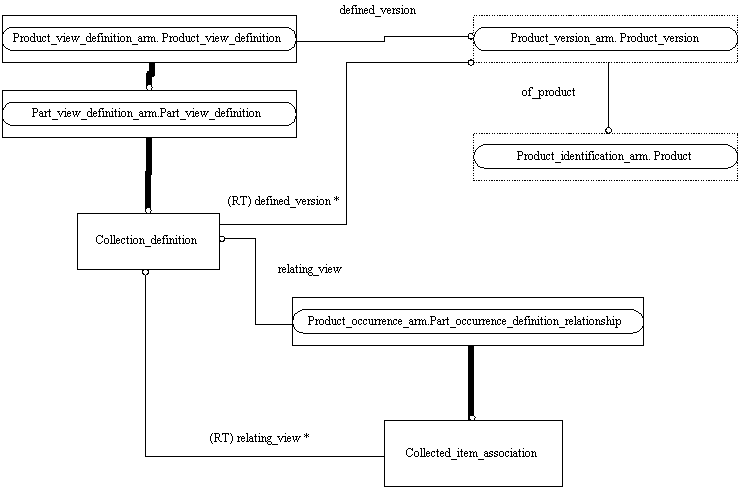 defined_version
Product_view_definition_arm. Product_view_definition
Product_version_arm. Product_version
of_product
Part_view_definition_arm.Part_view_definition
Product_identification_arm. Product
(RT) defined_version *
Collection_definition
relating_view
Product_occurrence_arm.Part_occurrence_definition_relationship
(RT) relating_view *
Collected_item_association